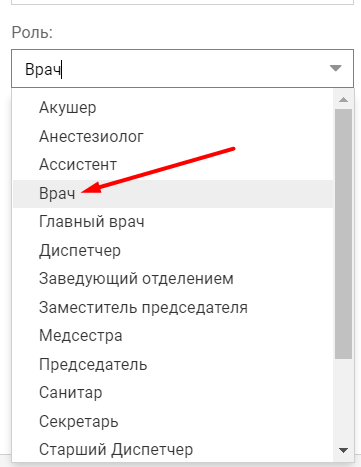 Роль:
Врач
Акушер
Анестезиолог
Ассистент
Врач
Главный врач
Диспетчер
Заведующий отделением
Заместитель председателя
Медсестра
Председатель
Санитар
Секретарь
Старший Диспетчер